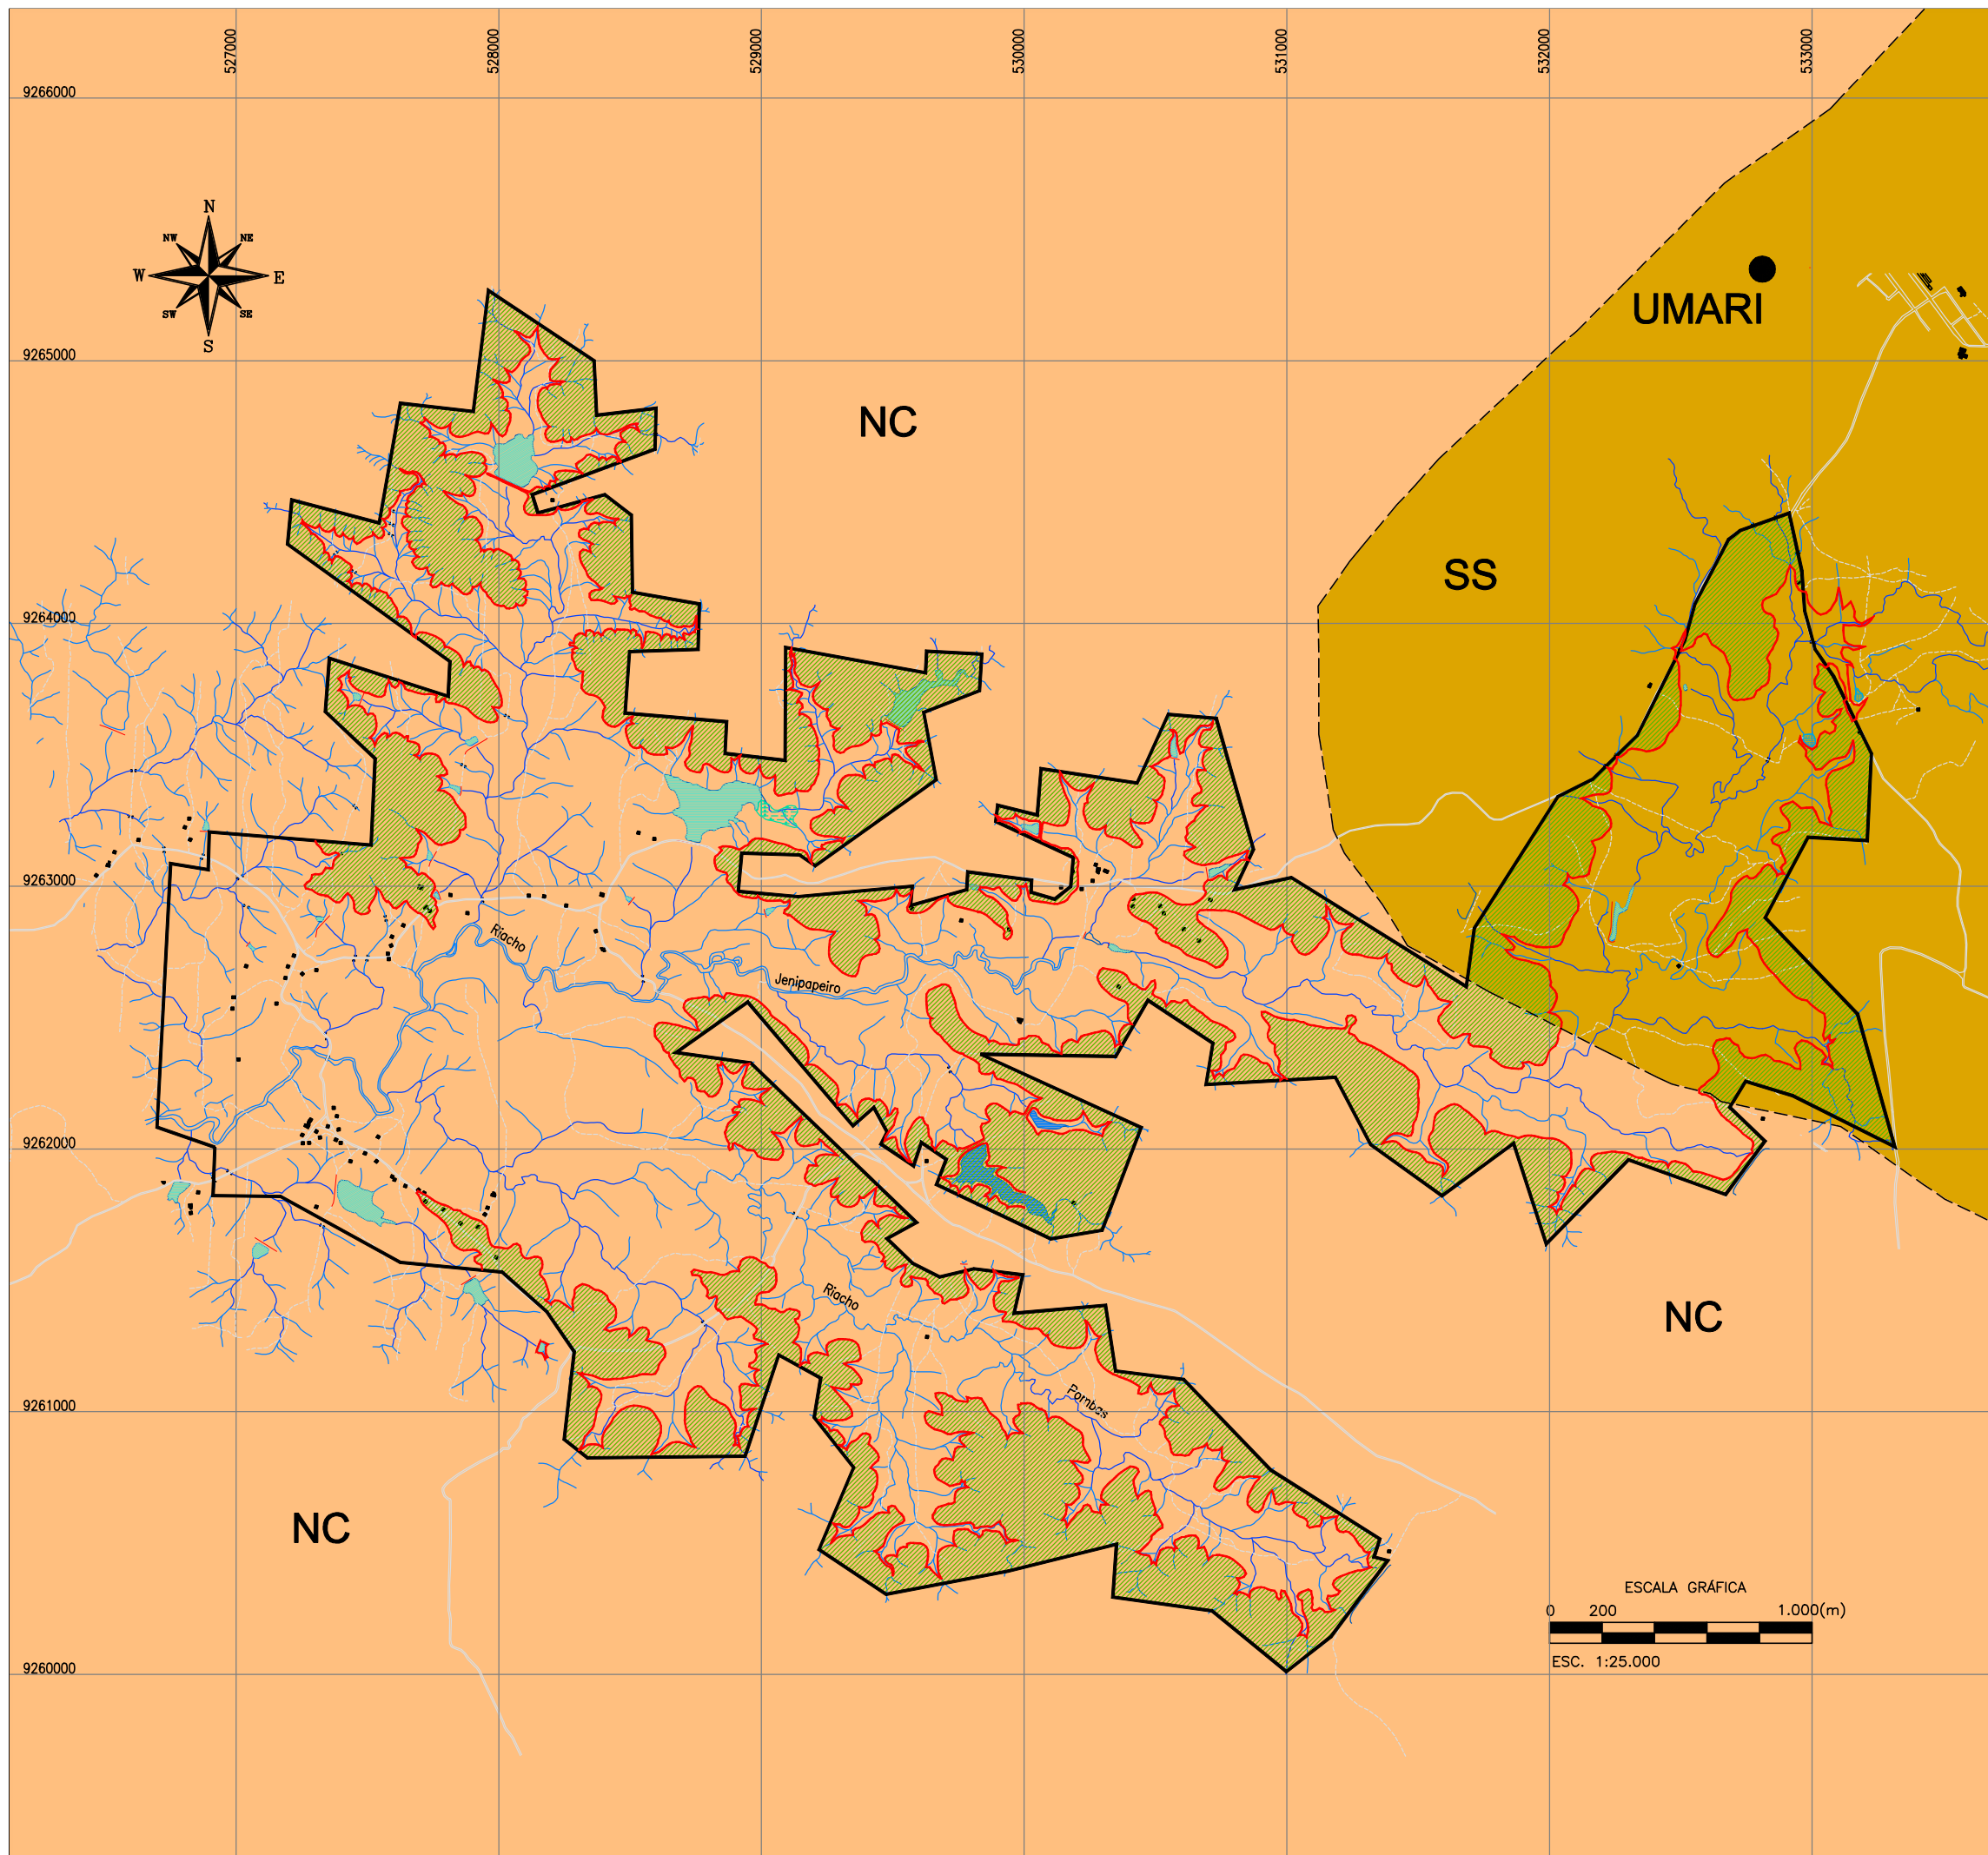 527000
528000
529000
530000
531000
532000
533000
9266000
N
NW
NE
W
E
SW
SE
S
UMARI
9265000
NC
SS
9264000
9263000
Riacho
Jenipapeiro
9262000
Riacho
NC
9261000
Pombas
NC
ESCALA GRÁFICA
0 200 1.000(m)
ESC. 1:25.000
9260000